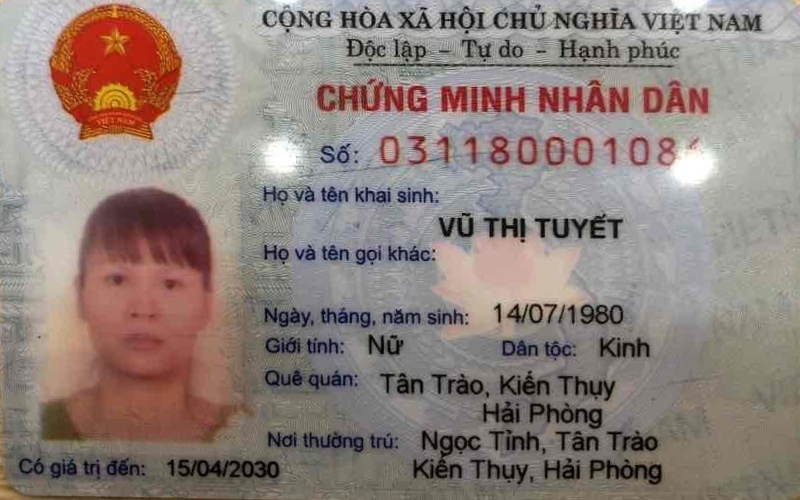 CỘNG HÒA XÃ HỘI CHỦ NGHĨA VIỆT NAM
Độc lập – Tự do – Hạnh phúc
CHỨNG MINH NHÂN DÂN
Số:
Họ và tên khai sinh:
VŨ THỊ TUYẾT
Họ và tên gọi khác:
Ngày, tháng, năm sinh: 14/07/1980
Giới tính: Nữ Dân tộc: Kinh
Quê quán: Tân Trào, Kiến Thụy
Hải Phòng
Nơi thường trú: Ngọc Tỉnh, Tân Trào
Có giá trị đến: 15/04/2030 Kiến Thụy, Hải Phòng
VIỆT NAM